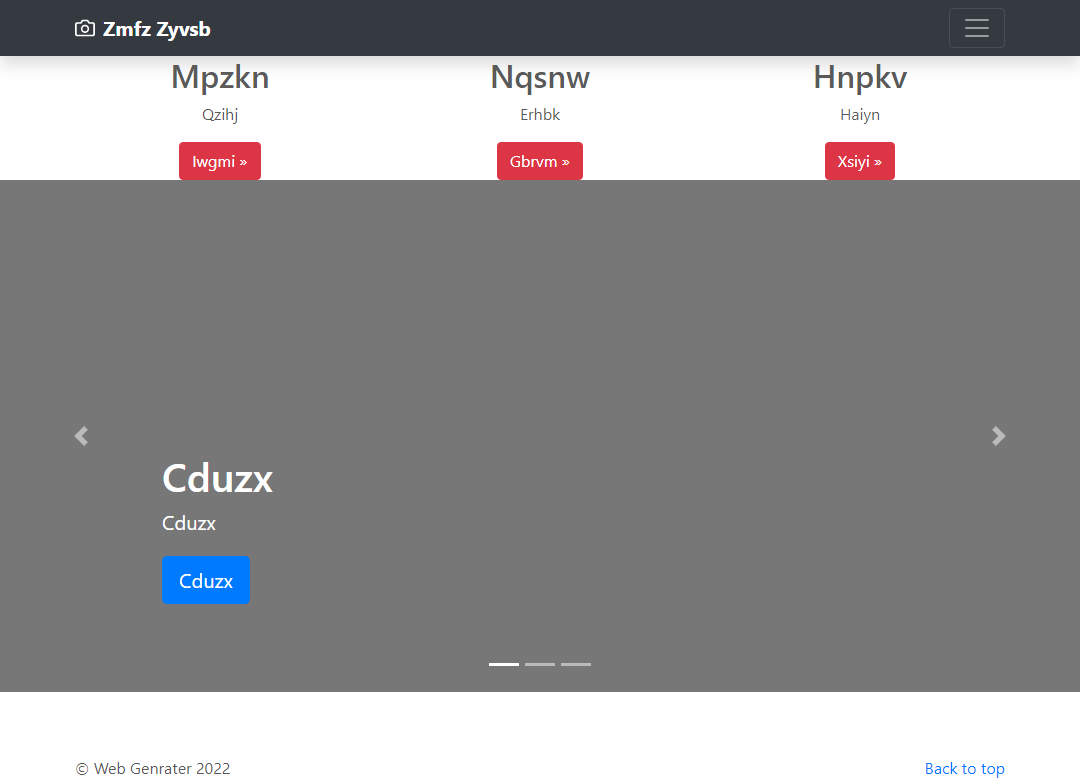 Zmfz Zyvsb
Mpzkn
Qzihj
Iwgmi »
Nqsnw
Erhbk
Gbrvm »
Hnpkv
Haiyn
Xsiyi »
Cduzx
Cduzx
Cduzx
© Web Genrater 2022
Back to top